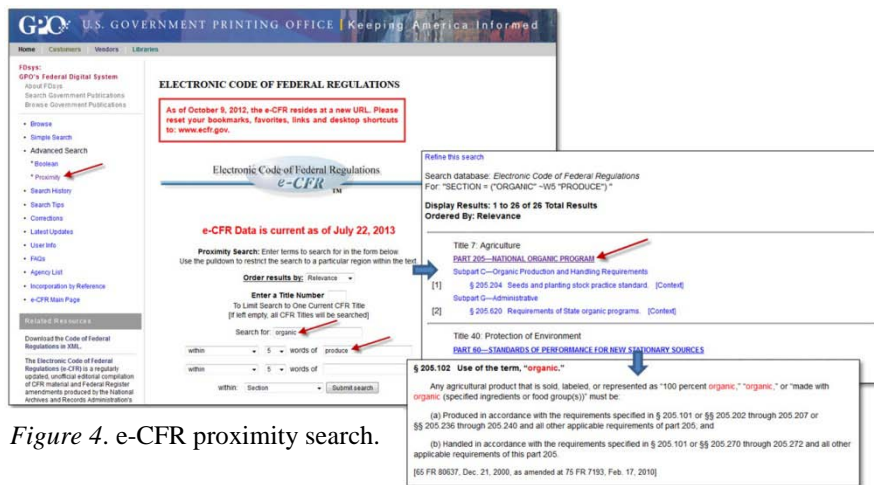 GPO U.S. GOVERNMENT PRINTING OFFICE | Keeping America Informed
Home Customers Vendors Libraries
FDsys:
GPO's Federal Digital System
About FDsys
Search Government Publications
Browse Government Publications
• Browse
• Simple Search
• Advanced Search
* Boolean
* Proximity
• Search History
• Search Tips
• Corrections
• Latest Updates
• User Info
• FAQs
• Agency List
• Incorporation by Reference
• e-CFR Main Page
Related Resources
Download the Code of Federal
Regulations in XML.
The Electronic Code of Federal
Regulations (e-CFR) is a regularly
updated, unofficial editorial compilation
of CFR material and Federal Register
amendments produced by the National
Archives and Records Administration's
ELECTRONIC CODE OF FEDERAL REGULATIONS
As of October 9, 2012, the e-CFR resides at a new URL. Please
reset your bookmarks, favorites, links and desktop shortcuts
to: www.ecfr.gov.
Electronic Code of Federal Regulations
e-CFR
TM
e-CFR Data is current as of July 22, 2013
Proximity Search: Enter terms to search for in the form below
Use the pulldown to restrict the search to a particular region within the text.
Order results by: Relevance
Enter a Title Number
To Limit Search to One Current CFR Title
[If left empty, all CFR Titles will be searched]
Search for: organic
within 5 words of produce
within 5 words of
within: Section Submit search
Refine this search
Search database: Electronic Code of Federal Regulations
For: "SECTION = ("ORGANIC" ~W5 "PRODUCE") "
Display Results: 1 to 26 of 26 Total Results
Ordered By: Relevance
Title 7: Agriculture
PART 205—NATIONAL ORGANIC PROGRAM
Subpart C—Organic Production and Handling Requirements
[1] § 205.204 Seeds and planting stock practice standard. [Context]
Subpart G—Administrative
[2] § 205.620 Requirements of State organic programs. [Context]
Title 40: Protection of Environment
PART 60—STANDARDS OF PERFORMANCE FOR NEW STATIONARY SOURCES
§ 205.102 Use of the term, "organic."
Any agricultural product that is sold, labeled, or represented as "100 percent organic," "organic," or "made with
organic (specified ingredients or food group(s))" must be:
(a) Produced in accordance with the requirements specified in § 205.101 or §§ 205.202 through 205.207 or
§§ 205.236 through 205.240 and all other applicable requirements of part 205; and
(b) Handled in accordance with the requirements specified in § 205.101 or §§ 205.270 through 205.272 and all other
applicable requirements of this part 205.
[65 FR 80637, Dec. 21, 2000, as amended at 75 FR 7193, Feb. 17, 2010]
Figure 4. e-CFR proximity search.